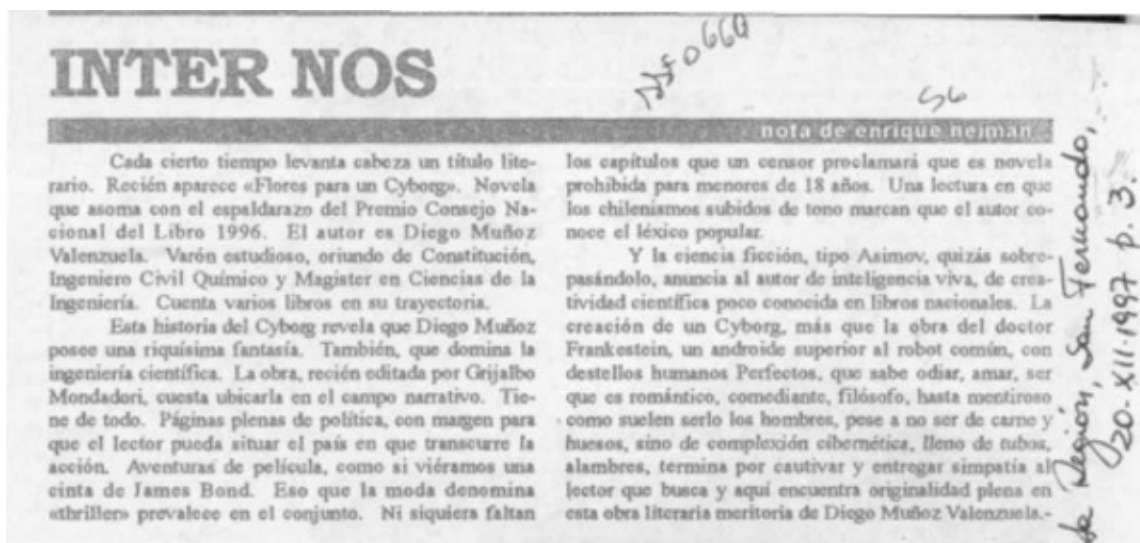 INTER NOS
56
nota de enrique nejman
Cada cierto tiempo levanta cabeza un título lite-
rario. Recién aparece «Flores para un Cyborg». Novela
que asoma con el espaldarazo del Premio Consejo Na-
cional del Libro 1996. El autor es Diego Muñoz
Valenzuela. Varón estudioso, oriundo de Constitución,
Ingeniero Civil Químico y Magister en Ciencias de la
Ingeniería. Cuenta varios libros en su trayectoria.
Esta historia del Cyborg revela que Diego Muñoz
posee una riquísima fantasía. También, que domina la
ingeniería científica. La obra, recién editada por Grijalbo
Mondadori, cuesta ubicarla en el campo narrativo. Tie-
ne de todo. Páginas plenas de política, con margen para
que el lector pueda situar el país en que transcurre la
acción. Aventuras de película, como si viéramos una
cinta de James Bond. Eso que la moda denomina
«thriller» prevalece en el conjunto. Ni siquiera faltan
los capítulos que un censor proclamará que es novela
prohibida para menores de 18 años. Una lectura en que
los chilenismos subidos de tono marcan que el autor co-
noce el léxico popular.
Y la ciencia ficción, tipo Asimov, quizás sobre-
pasándolo, anuncia al autor de inteligencia viva, de crea-
tividad científica poco conocida en libros nacionales. La
creación de un Cyborg, más que la obra del doctor
Frankestein, un androide superior al robot común, con
destellos humanos Perfectos, que sabe odiar, amar, ser
que es romántico, comediante, filósofo, hasta mentiroso
como suelen serlo los hombres, pese a no ser de carne y
huesos, sino de complexión cibernética, lleno de tubos,
alambres, termina por cautivar y entregar simpatía al
lector que busca y aquí encuentra originalidad plena en
esta obra literaria meritoria de Diego Muñoz Valenzuela.-
la Región, San Fernando,
20-XII-1997 p. 3.